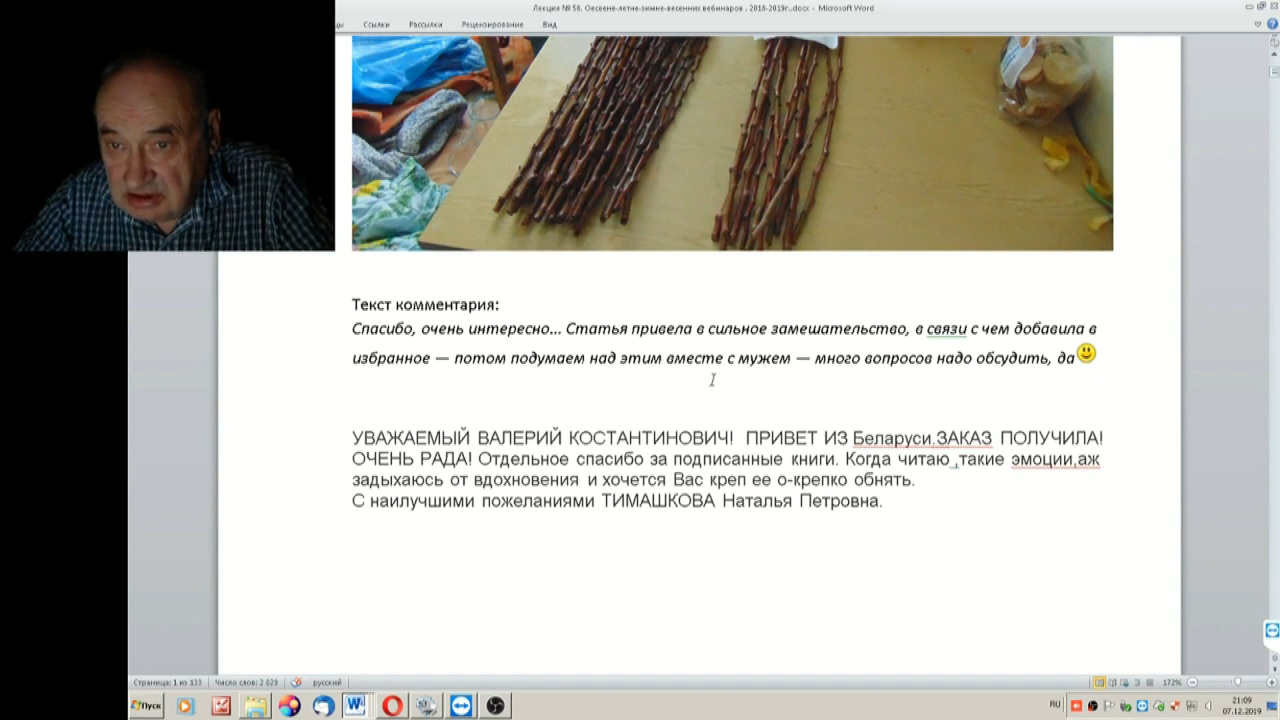 Лекция № 58. Оесеене-летне-зимне-весенних вебинаров . 2018-2019г..docx - Microsoft Word
Ссылки Рассылки Рецензирование Вид
Текст комментария:
Спасибо, очень интересно... Статья привела в сильное замешательство, в связи с чем добавила в
избранное — потом подумаем над этим вместе с мужем — много вопросов надо обсудить, да
УВАЖАЕМЫЙ ВАЛЕРИЙ КОСТАНТИНОВИЧ! ПРИВЕТ ИЗ Беларуси.ЗАКАЗ ПОЛУЧИЛА!
ОЧЕНЬ РАДА! Отдельное спасибо за подписанные книги. Когда читаю ,такие эмоции,аж
задыхаюсь от вдохновения и хочется Вас креп ее о-крепко обнять.
С наилучшими пожеланиями ТИМАШКОВА Наталья Петровна.
Страница: 1 из 133 Число слов: 2 029 русский 172%
Пуск RU 21:09
07.12.2019